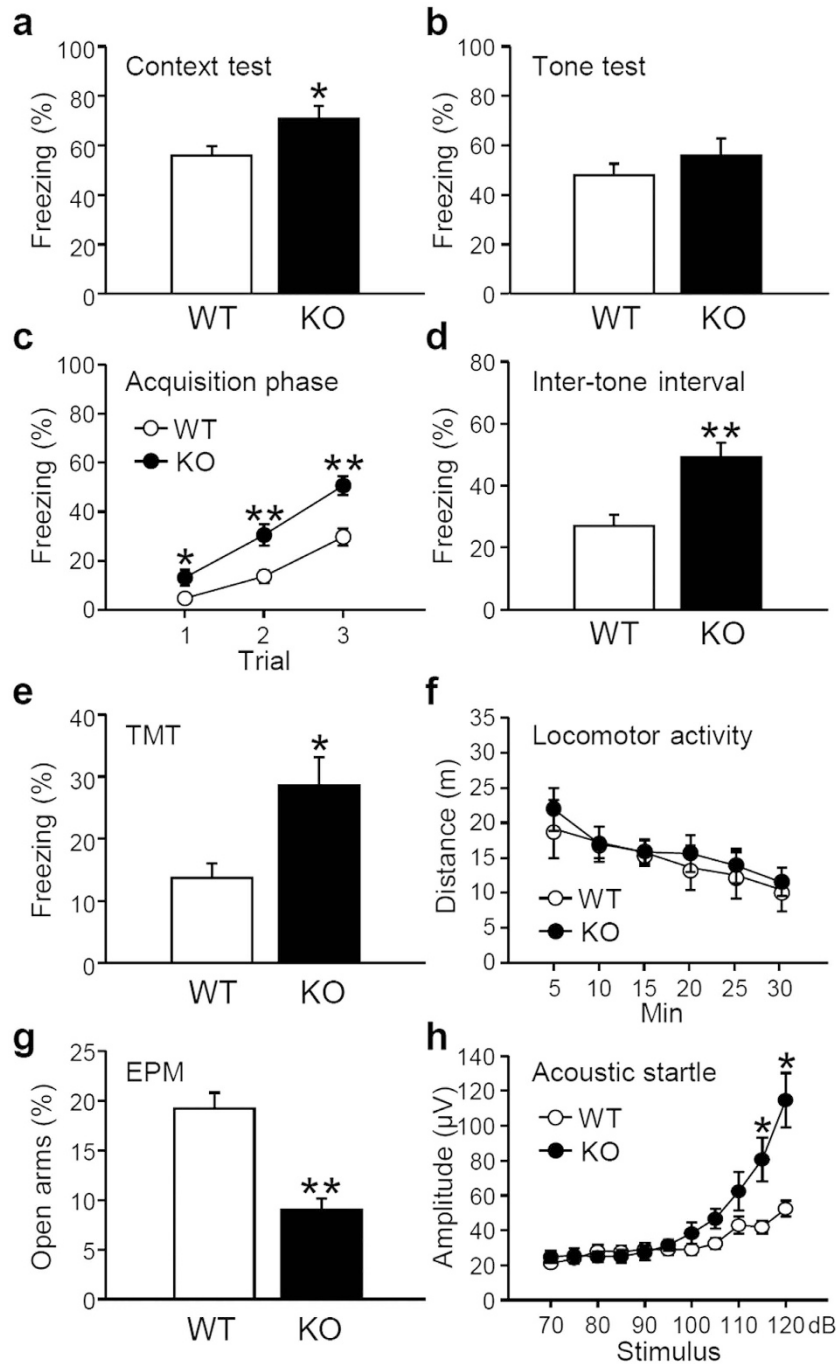 a
Context test
100
80
60
40
20
0
Freezing (%)
*
WT KO
b
Tone test
100
80
60
40
20
0
Freezing (%)
WT KO
c
Acquisition phase
WT
KO
100
80
60
40
20
0
Freezing (%)
*
**
**
1 2 3
Trial
d
Inter-tone interval
80
60
40
20
0
Freezing (%)
**
WT KO
e
TMT
40
30
20
10
0
Freezing (%)
*
WT KO
f
Locomotor activity
35
30
25
20
15
10
5
0
Distance (m)
WT
KO
5 10 15 20 25 30
Min
g
EPM
25
20
15
10
5
0
Open arms (%)
**
WT KO
h
Acoustic startle
WT
KO
140
120
100
80
60
40
20
0
Amplitude (µV)
*
*
70 80 90 100 110 120 dB
Stimulus